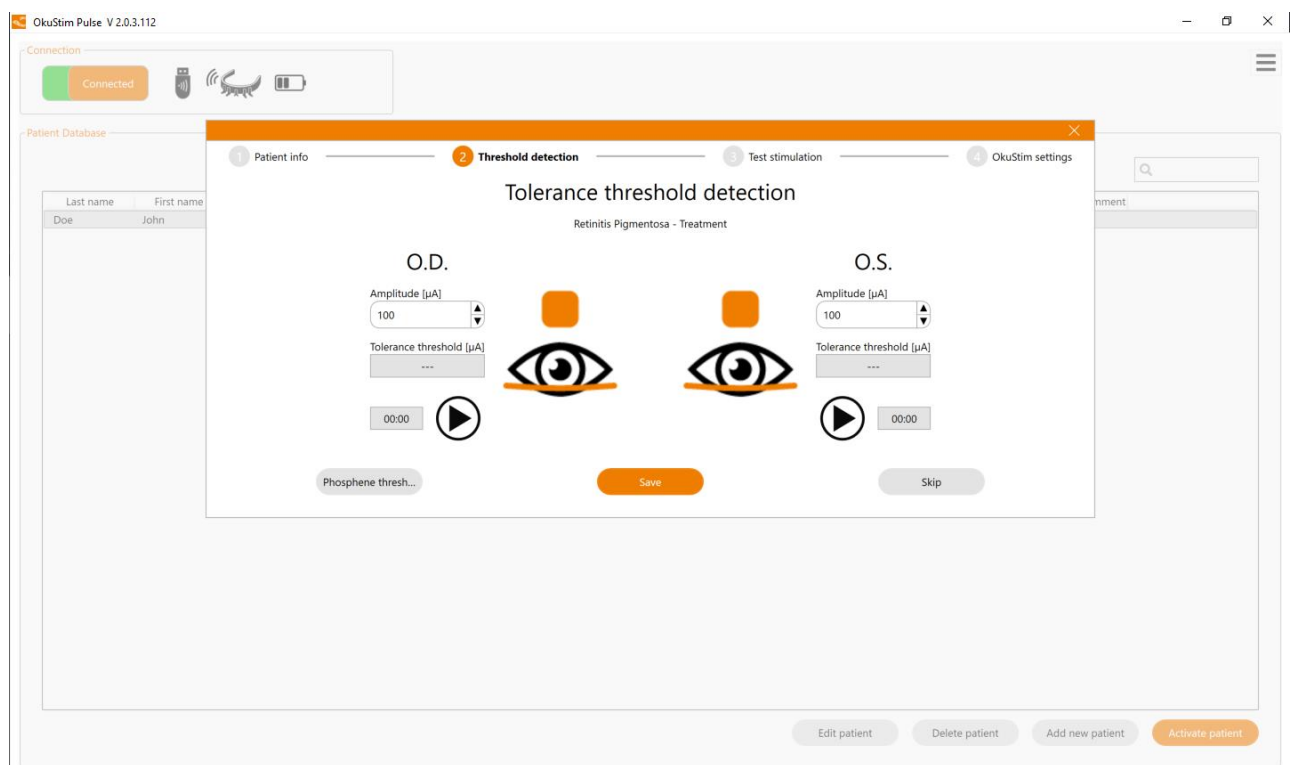 OkuStim Pulse V 2.0.3.112
Connection
Connected
Patient Database
1 Patient info
2 Threshold detection
3 Test stimulation
4 OkuStim settings
Tolerance threshold detection
Retinitis Pigmentosa - Treatment
Last name First name mment
Doe John
O.D. O.S.
Amplitude [µA] Amplitude [µA]
100 100
Tolerance threshold [µA] Tolerance threshold [µA]
--- ---
00:00 00:00
Phosphene thresh... Save Skip
Edit patient Delete patient Add new patient Activate patient